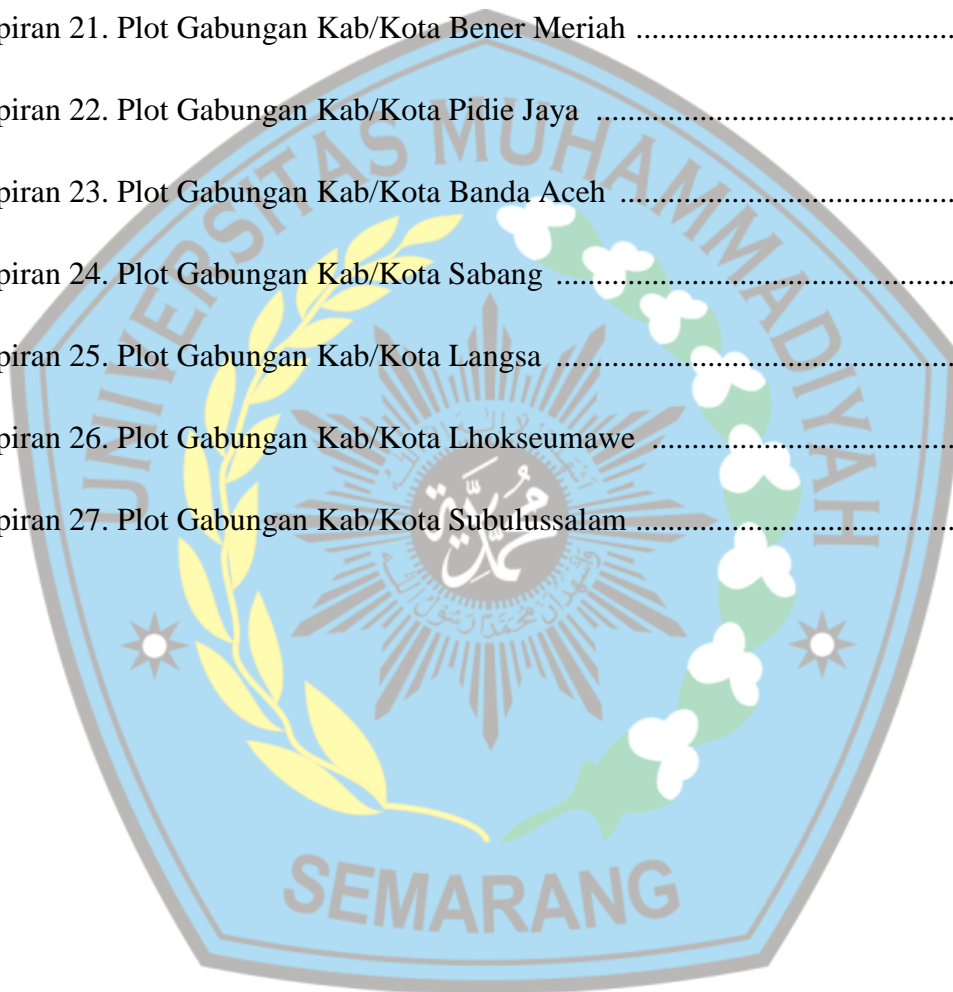 piran 21. Plot Gabungan Kab/Kota Bener Meriah ........................................
piran 22. Plot Gabungan Kab/Kota Pidie Jaya .............................................
piran 23. Plot Gabungan Kab/Kota Banda Aceh ..........................................
piran 24. Plot Gabungan Kab/Kota Sabang ..................................................
piran 25. Plot Gabungan Kab/Kota Langsa ..................................................
piran 26. Plot Gabungan Kab/Kota Lhokseumawe ......................................
piran 27. Plot Gabungan Kab/Kota Subulussalam ........................................
UNIVERSITAS MUHAMMADIYAH
محمدية
SEMARANG